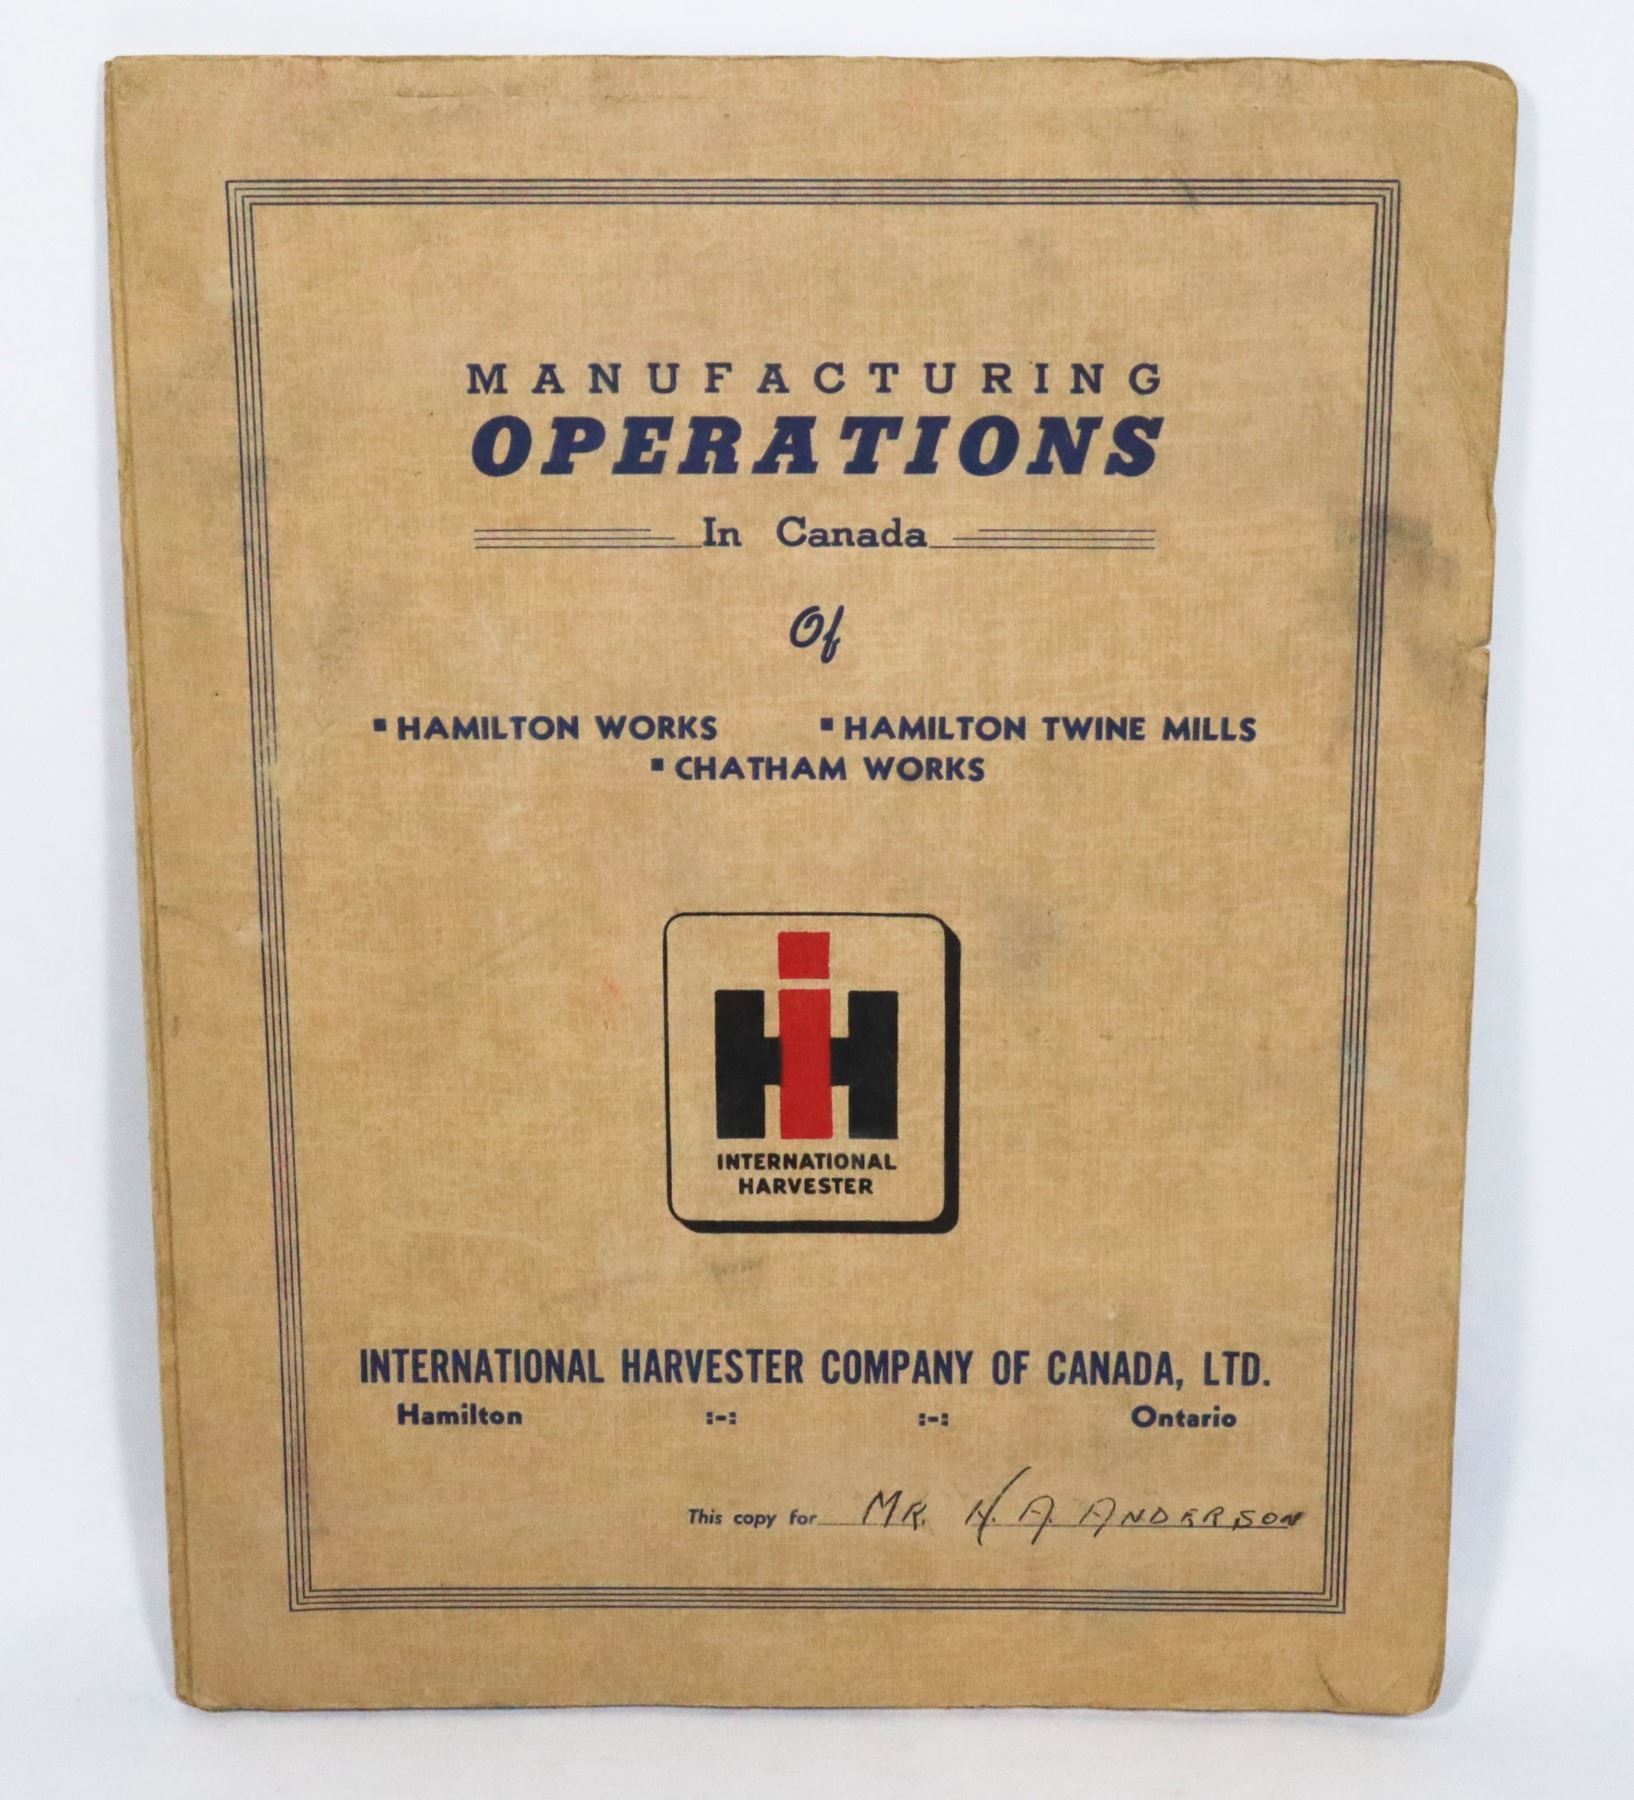 MANUFACTURING
OPERATIONS
In Canada
Of
▪ HAMILTON WORKS ▪ HAMILTON TWINE MILLS
▪ CHATHAM WORKS
IH
INTERNATIONAL
HARVESTER
INTERNATIONAL HARVESTER COMPANY OF CANADA, LTD.
Hamilton :-: :-: Ontario
This copy for MR. H. A. ANDERSON